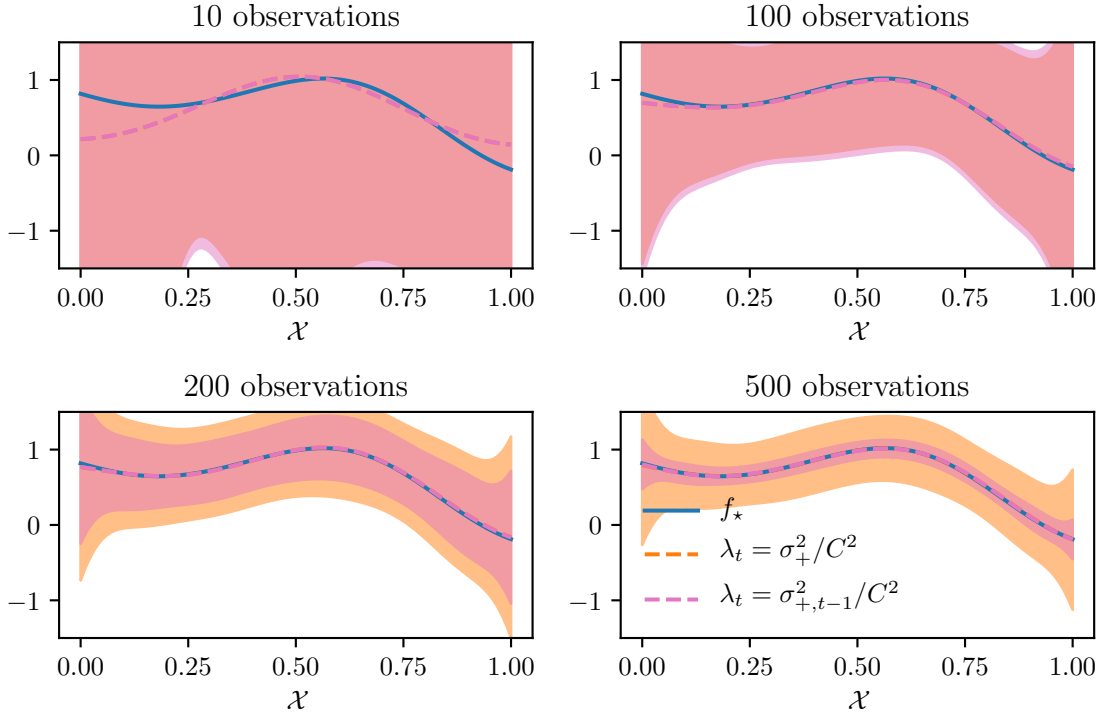 10 observations
100 observations
1
0
−1
1
0
−1
0.00 0.25 0.50 0.75 1.00
0.00 0.25 0.50 0.75 1.00
𝒳
𝒳
200 observations
500 observations
1
0
−1
1
0
−1
f⋆
λₜ = σ₊²/C²
λₜ = σ²₊,ₜ₋₁/C²
0.00 0.25 0.50 0.75 1.00
0.00 0.25 0.50 0.75 1.00
𝒳
𝒳